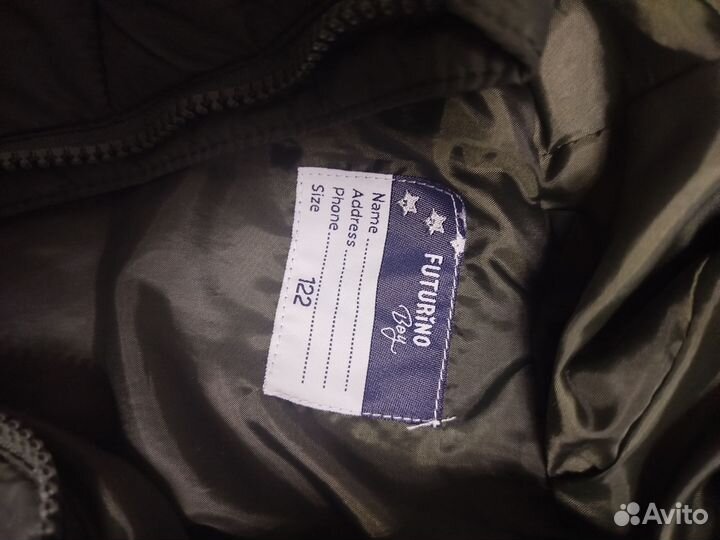 FUTURINO
Boy
Name ..........
Address ..........
Phone ..........
Size .......... 122
Avito